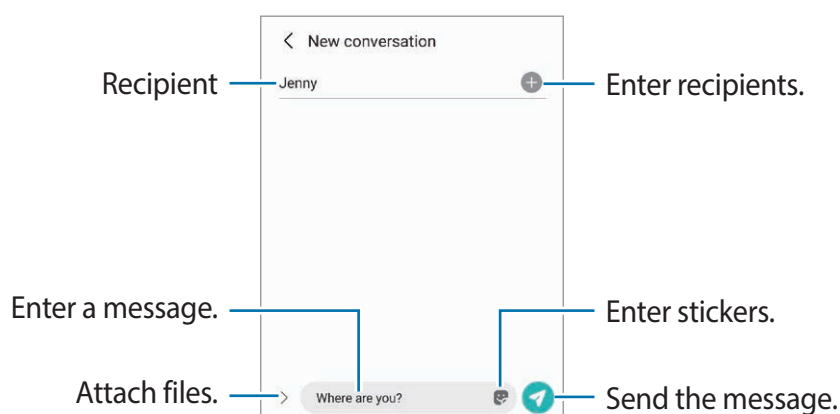 New conversation
Recipient
Jenny
Enter recipients.
Enter a message.
Enter stickers.
Attach files.
Where are you?
Send the message.